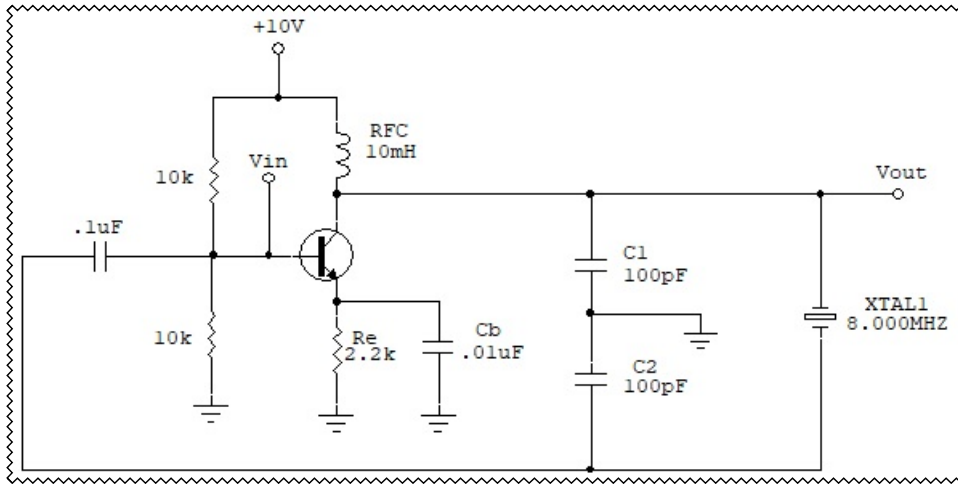 +10V
RFC
10mH
Vin
10k
Vout
.1uF
C1
100pF
XTAL1
8.000MHZ
10k
Re
2.2k
Cb
.01uF
C2
100pF